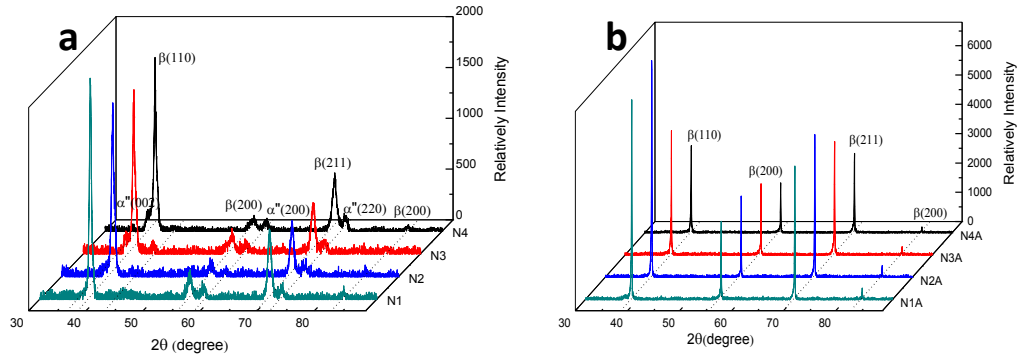 a
2000
1500
1000
500
0
Relatively Intensity
β(110)
β(211)
α"(002)
β(200)
α"(200)
α"(220)
β(200)
N4
N3
N2
N1
30 40 50 60 70 80
2θ (degree)
b
6000
5000
4000
3000
2000
1000
0
Relatively Intensity
β(110)
β(200)
β(211)
β(200)
N4A
N3A
N2A
N1A
30 40 50 60 70 80
2θ (degree)